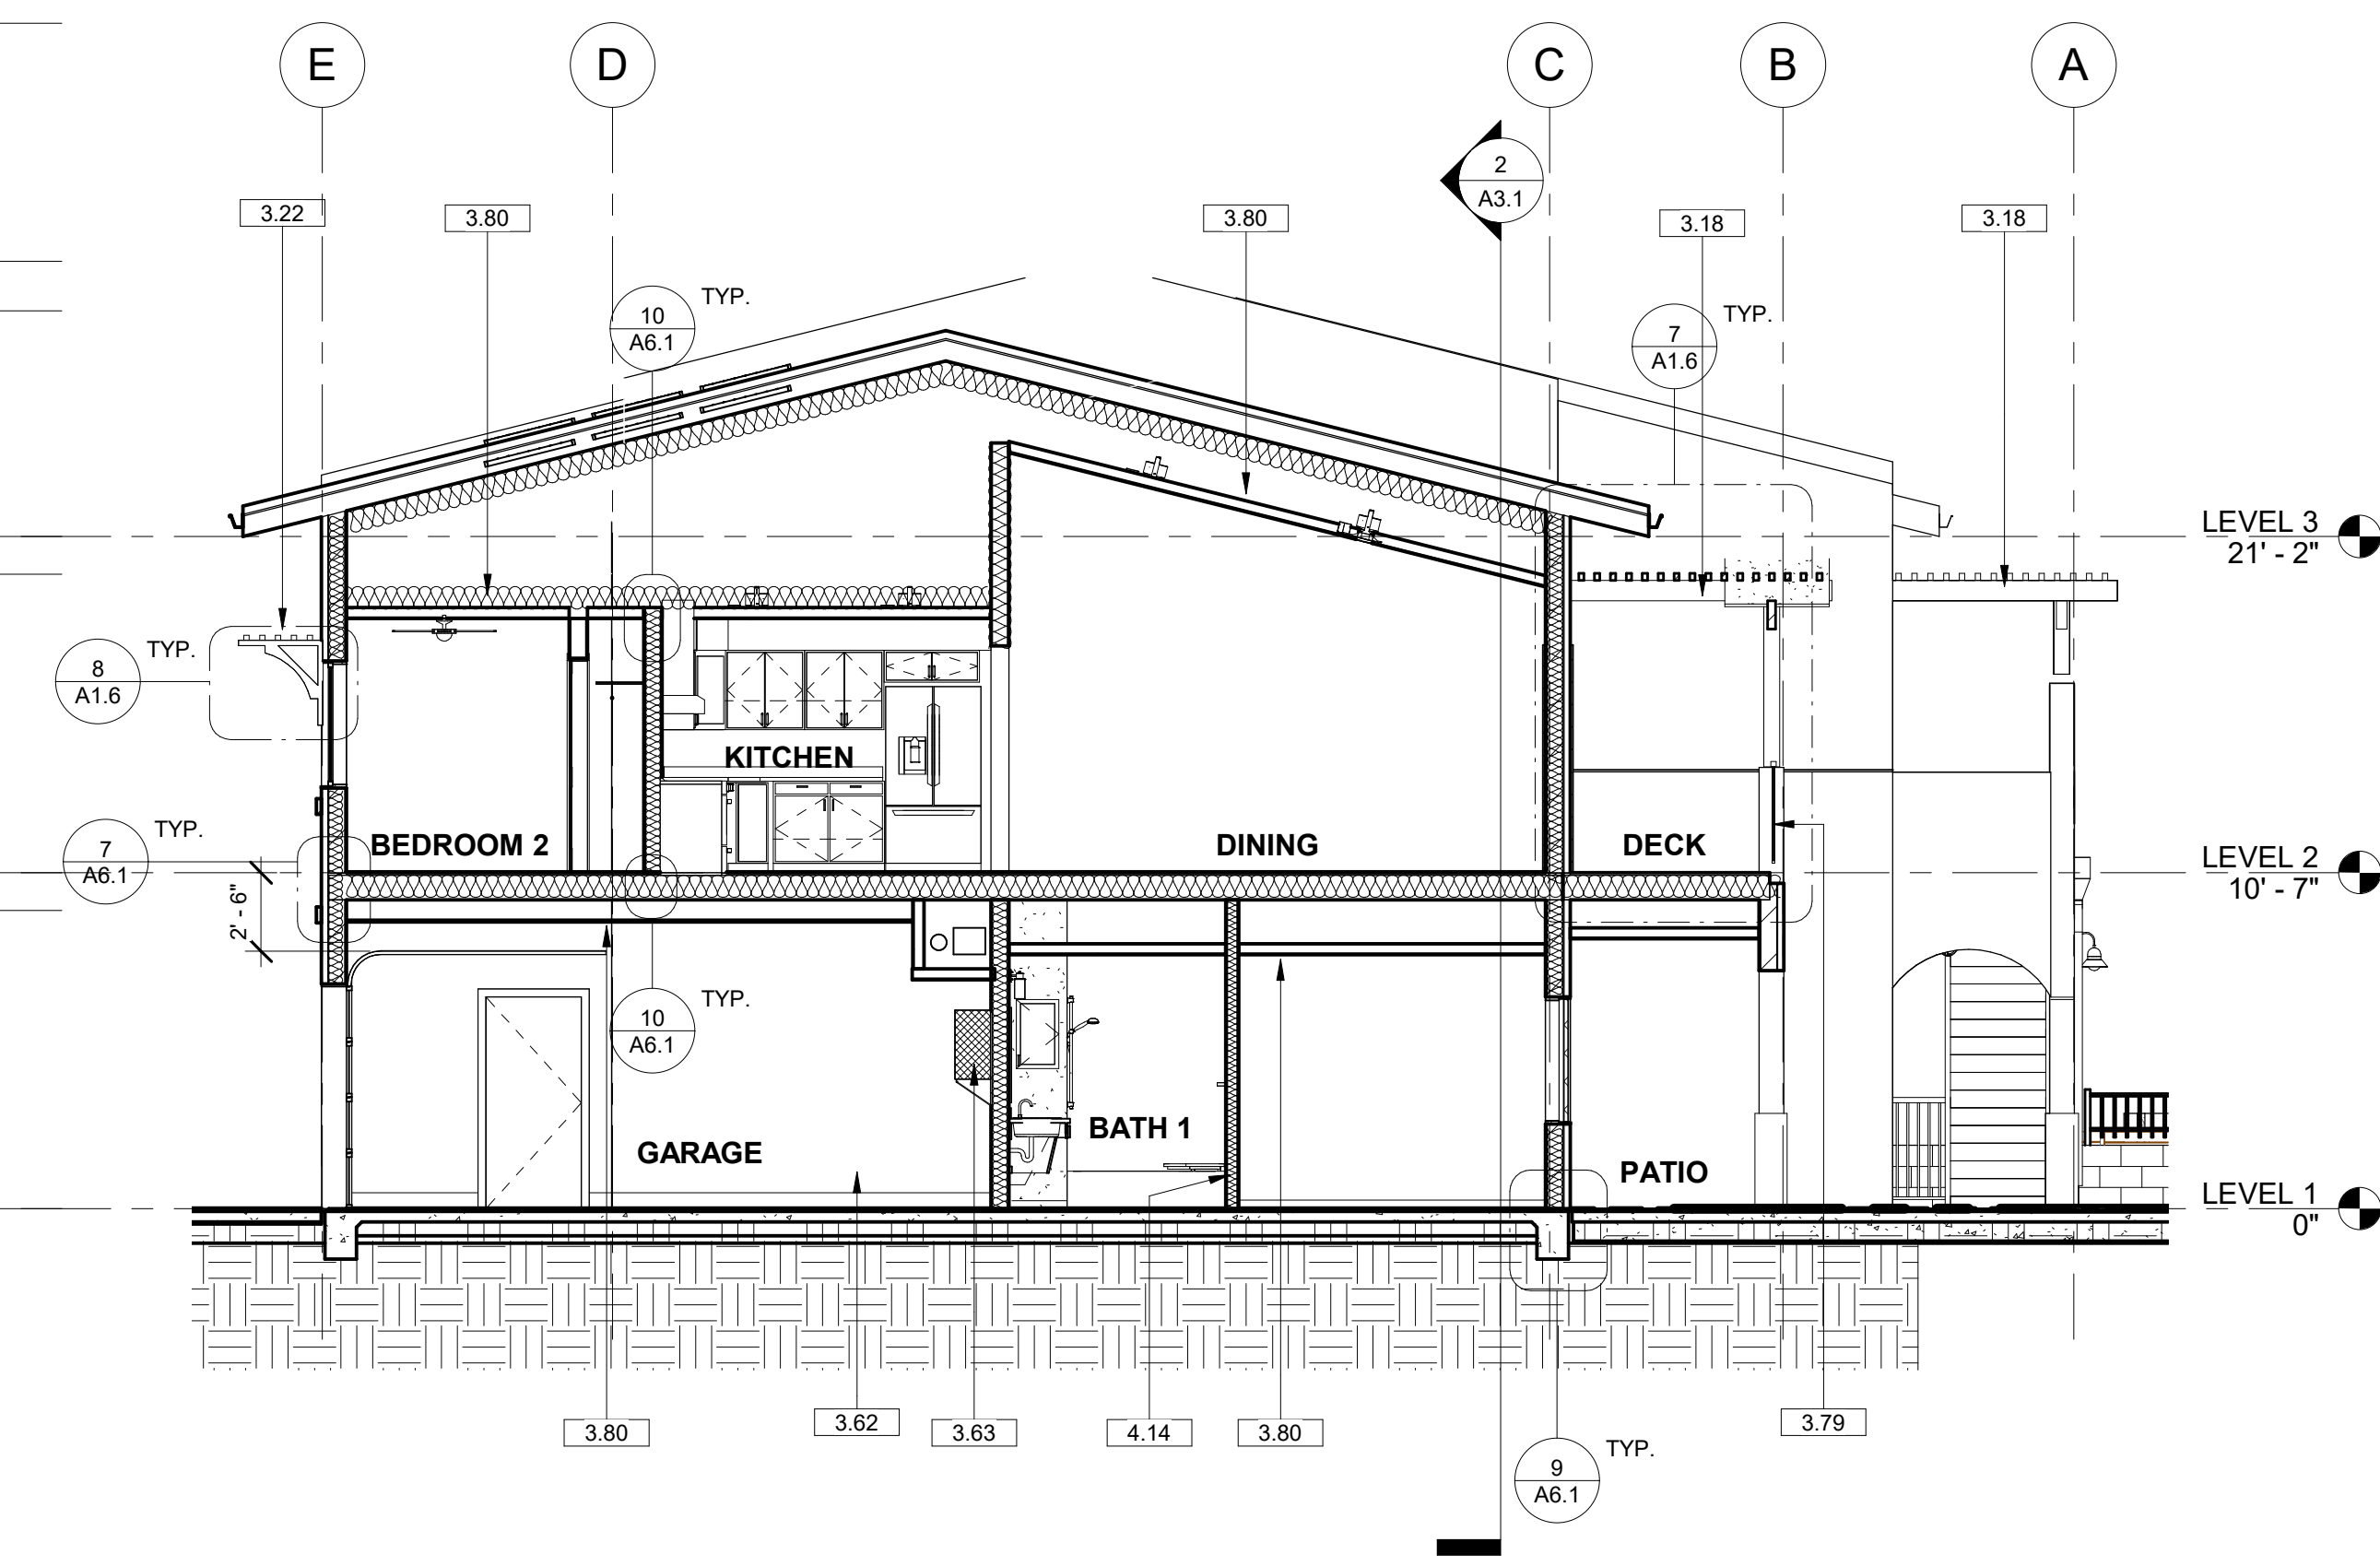 E
D
C
B
A
2
A3.1
3.22
3.80
3.80
3.18
3.18
10
A6.1
TYP.
7
A1.6
TYP.
LEVEL 3
21' - 2"
8
A1.6
TYP.
KITCHEN
7
A6.1
TYP.
BEDROOM 2
DINING
DECK
LEVEL 2
10' - 7"
2' - 6"
10
A6.1
TYP.
BATH 1
GARAGE
PATIO
LEVEL 1
0"
3.80
3.62
3.63
4.14
3.80
3.79
9
A6.1
TYP.